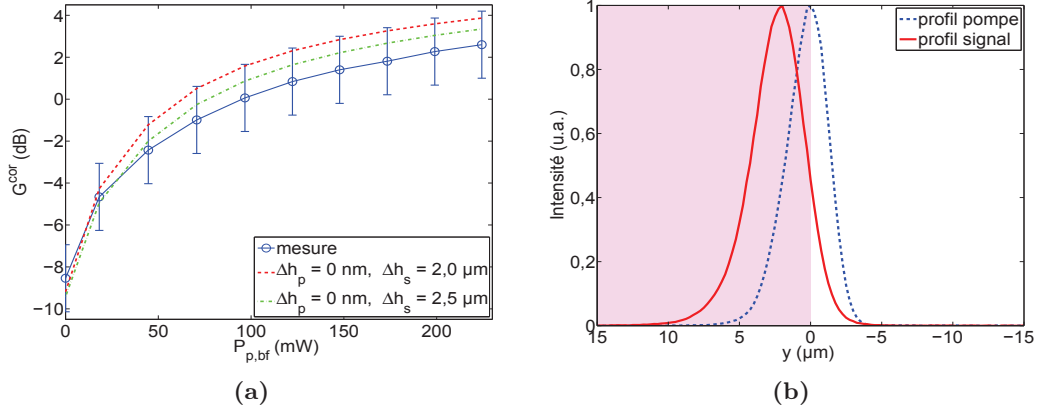 4
2
0
−2
−4
−6
−8
−10
0
50
100
150
200
G^cor (dB)
P_p,bf (mW)
mesure
Δh_p = 0 nm, Δh_s = 2,0 µm
Δh_p = 0 nm, Δh_s = 2,5 µm
(a)
1
0,8
0,6
0,4
0,2
0
15
10
5
0
-5
-10
−15
Intensité (u.a.)
y (µm)
profil pompe
profil signal
(b)